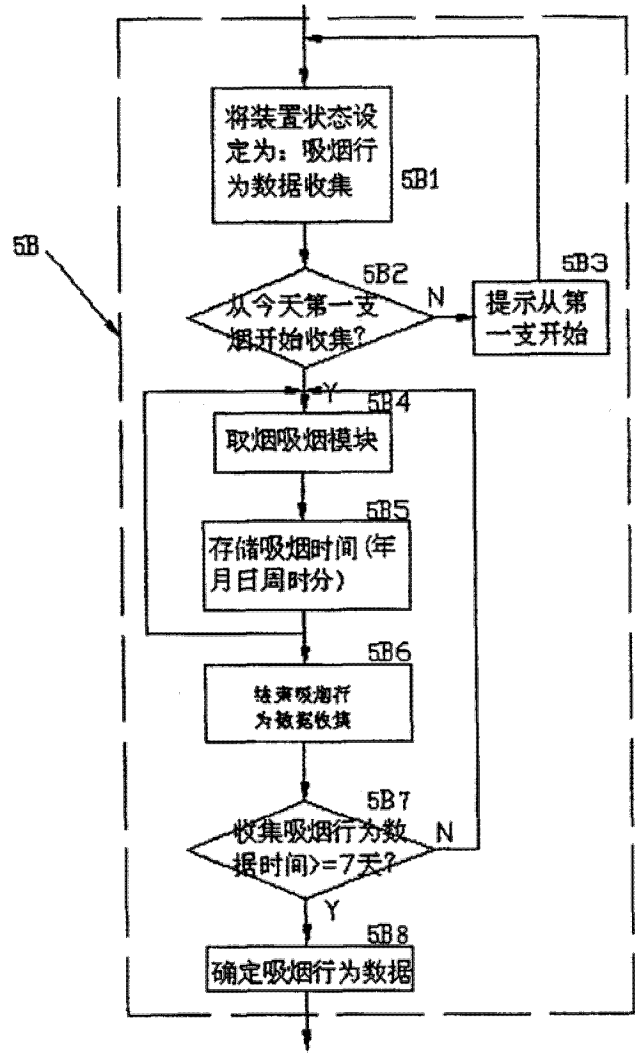 将装置状态设
定为：吸烟行
为数据收集
5B1
5B
5B2
从今天第一支
烟开始收集?
N
5B3
提示从第
一支开始
Y
5B4
取烟吸烟模块
5B5
存储吸烟时间(年
月日周时分)
5B6
结束吸烟行
为数据收集
5B7
收集吸烟行为数
据时间>=7天?
N
Y
5B8
确定吸烟行为数据